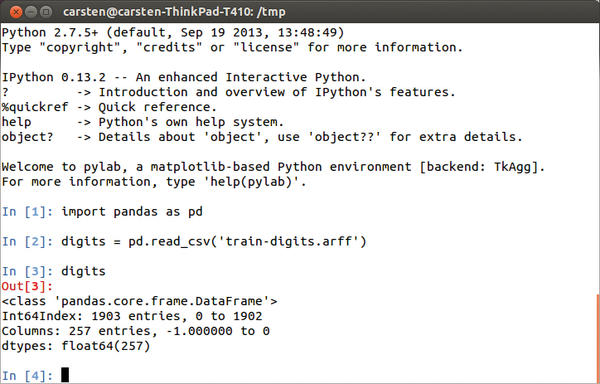 carsten@carsten-ThinkPad-T410: /tmp
Python 2.7.5+ (default, Sep 19 2013, 13:48:49)
Type "copyright", "credits" or "license" for more information.
IPython 0.13.2 -- An enhanced Interactive Python.
?         -> Introduction and overview of IPython's features.
%quickref -> Quick reference.
help      -> Python's own help system.
object?   -> Details about 'object', use 'object??' for extra details.
Welcome to pylab, a matplotlib-based Python environment [backend: TkAgg].
For more information, type 'help(pylab)'.
In [1]: import pandas as pd
In [2]: digits = pd.read_csv('train-digits.arff')
In [3]: digits
Out[3]:
<class 'pandas.core.frame.DataFrame'>
Int64Index: 1903 entries, 0 to 1902
Columns: 257 entries, -1.000000 to 0
dtypes: float64(257)
In [4]: